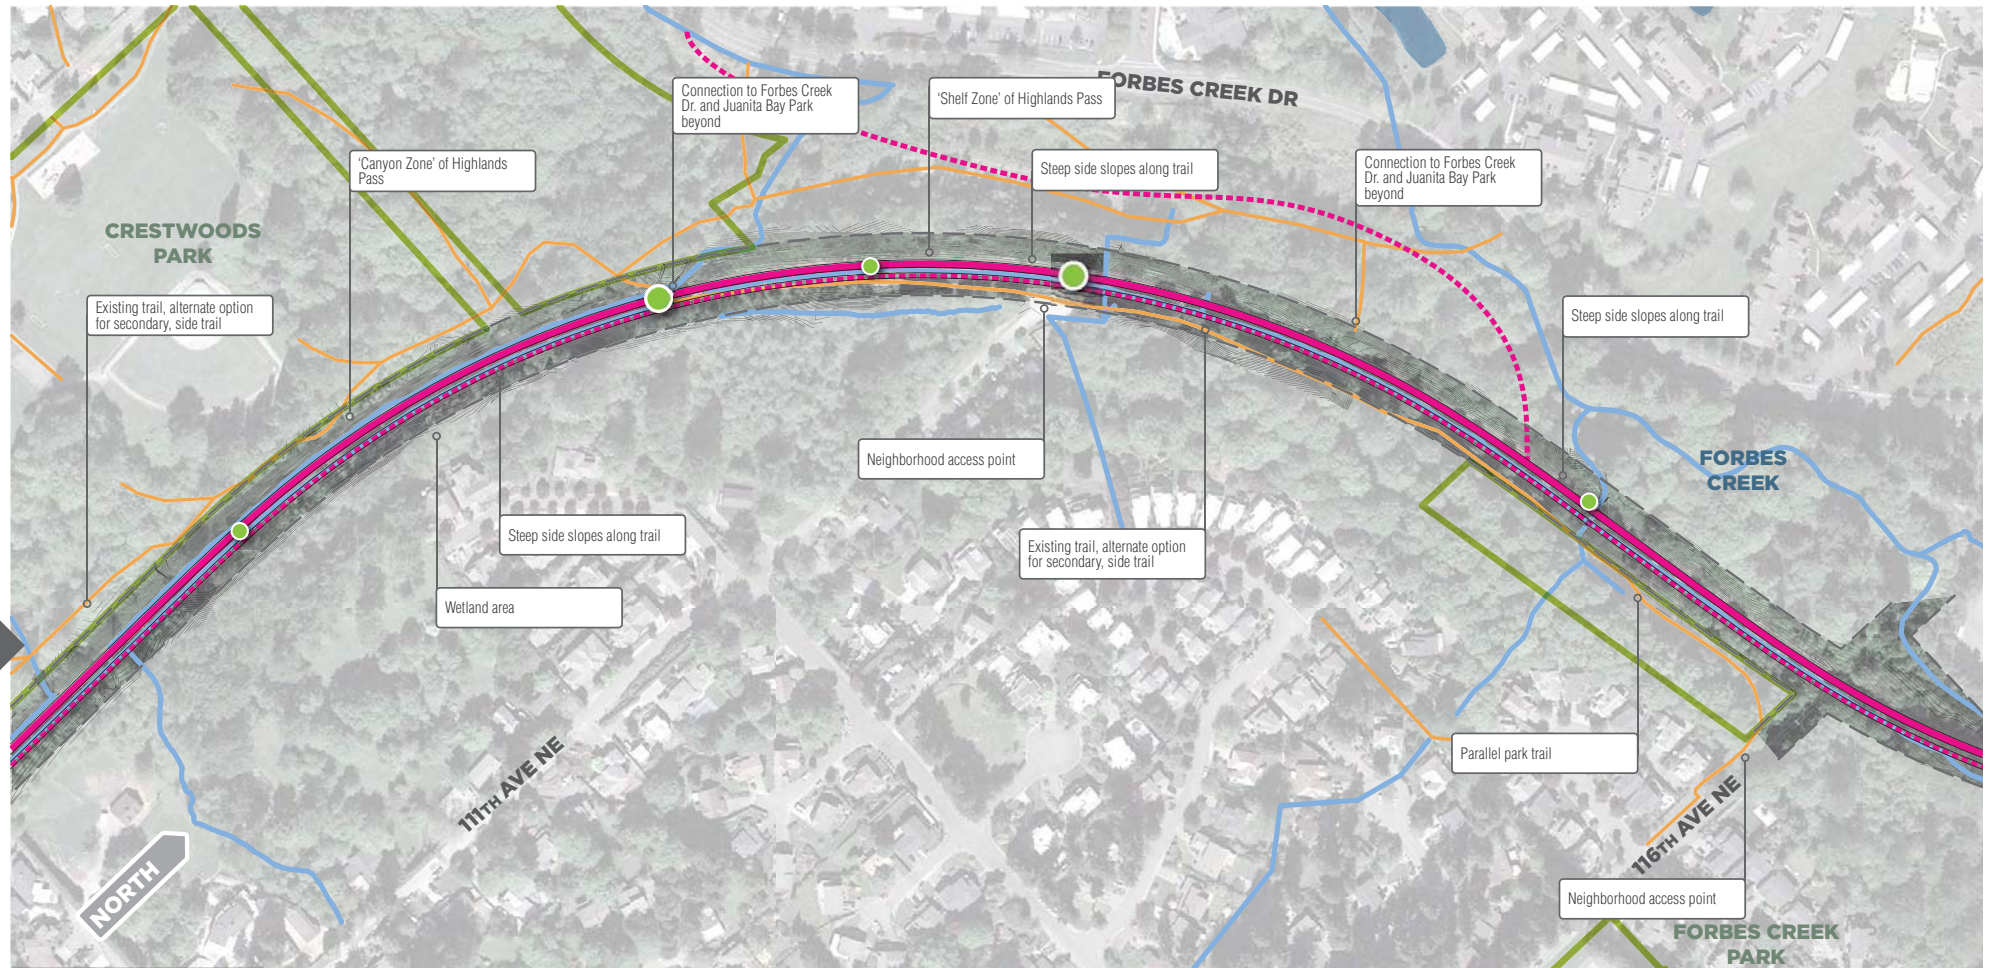 FORBES CREEK DR
Connection to Forbes Creek
Dr. and Juanita Bay Park
beyond
‘Shelf Zone’ of Highlands Pass
‘Canyon Zone’ of Highlands
Pass
Steep side slopes along trail
Connection to Forbes Creek
Dr. and Juanita Bay Park
beyond
CRESTWOODS
PARK
Existing trail, alternate option
for secondary, side trail
Steep side slopes along trail
Neighborhood access point
FORBES
CREEK
Steep side slopes along trail
Existing trail, alternate option
for secondary, side trail
Wetland area
Parallel park trail
111TH AVE NE
116TH AVE NE
NORTH
Neighborhood access point
FORBES CREEK
PARK